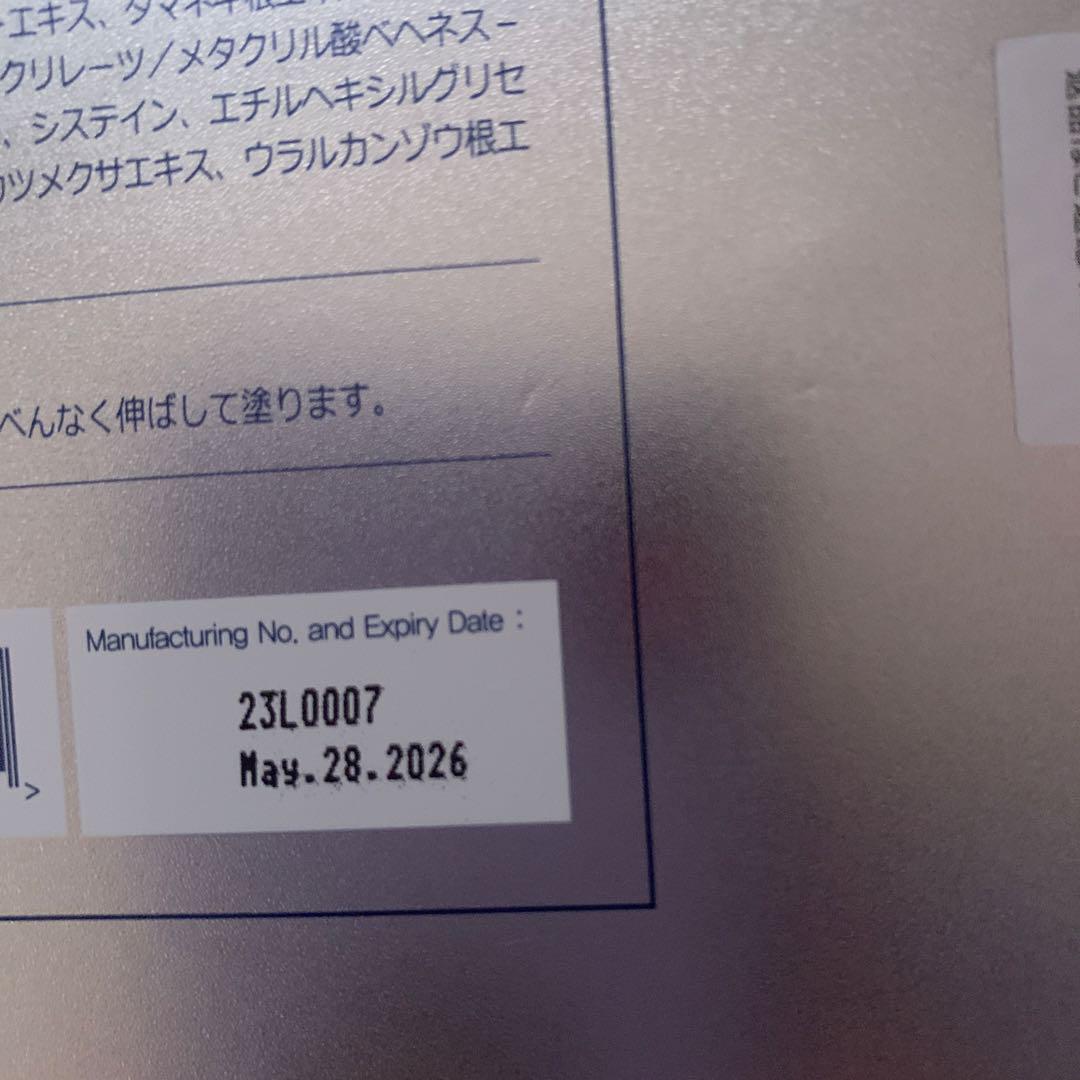 エキス、タマネギ根エ
クリレーツ/メタクリル酸ベヘネス－
、システイン、エチルヘキシルグリセ
ツメクサエキス、ウラルカンゾウ根エ
べんなく伸ばして塗ります。
Manufacturing No. and Expiry Date :
23L0007
May.28.2026
>